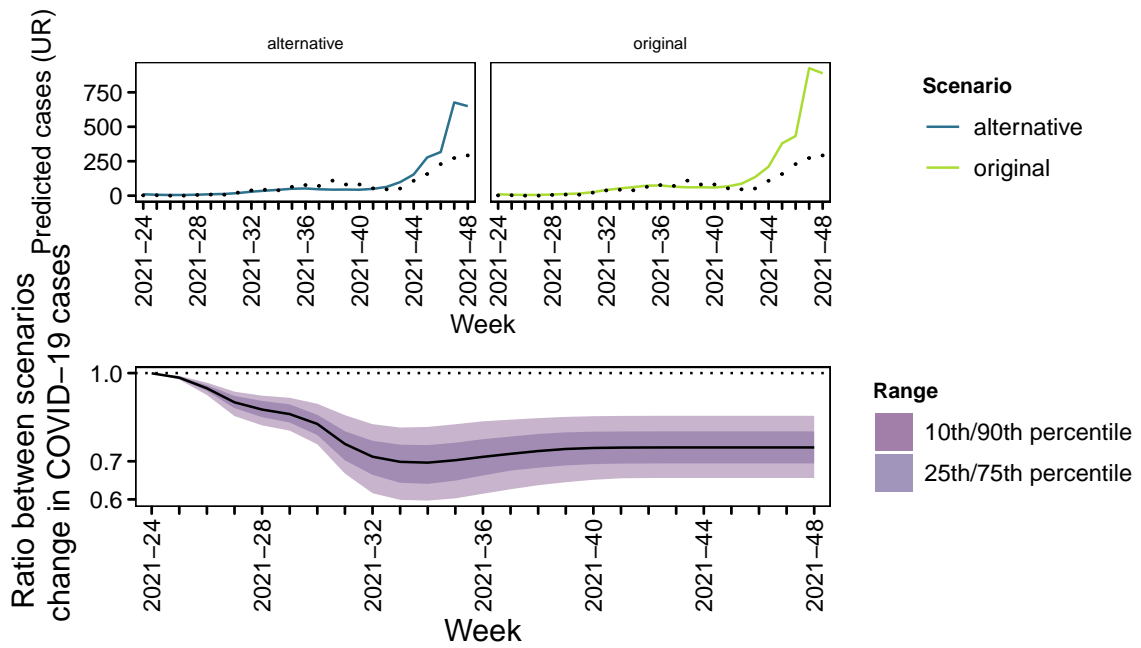 alternative
original
Predicted cases (UR)
750
500
250
0
2021−24
2021−28
2021−32
2021−36
2021−40
2021−44
2021−48
2021−24
2021−28
2021−32
2021−36
2021−40
2021−44
2021−48
Week
Scenario
alternative
original
Ratio between scenarios
change in COVID−19 cases
1.0
0.7
0.6
2021−24
2021−28
2021−32
2021−36
2021−40
2021−44
2021−48
Week
Range
10th/90th percentile
25th/75th percentile